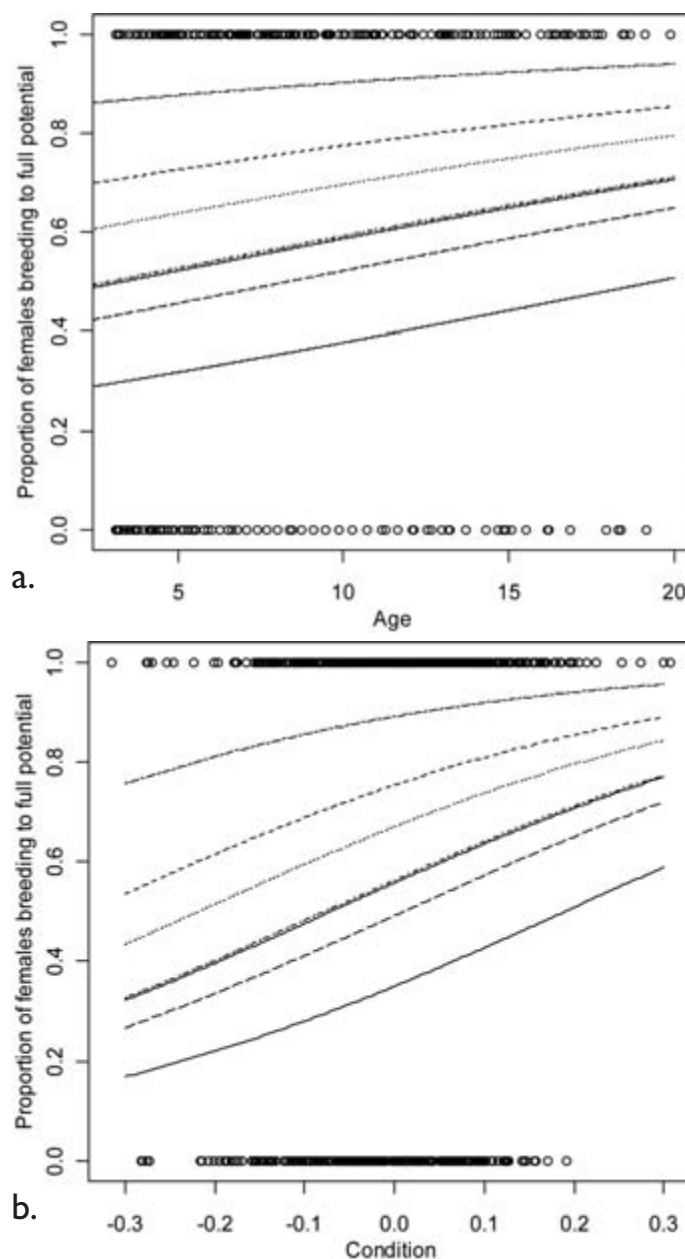 Proportion of females breeding to full potential
1.0
0.8
0.6
0.4
0.2
0.0
5 10 15 20
Age
a.
Proportion of females breeding to full potential
1.0
0.8
0.6
0.4
0.2
0.0
-0.3 -0.2 -0.1 0.0 0.1 0.2 0.3
Condition
b.